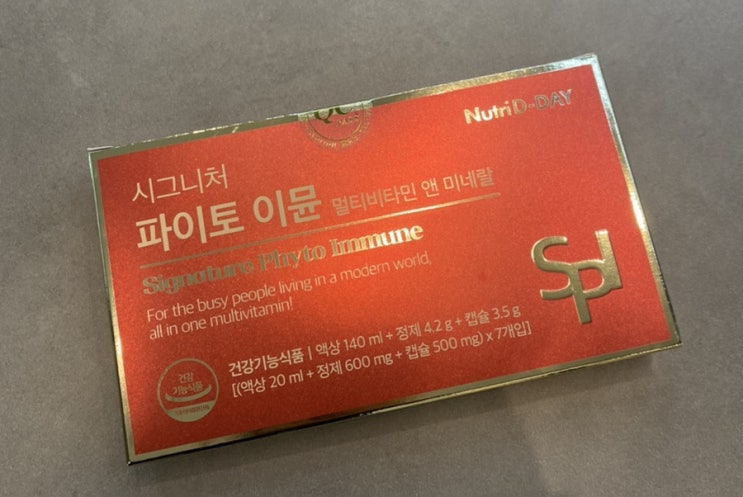 NutriD-DAY
시그니처
파이토 이뮨 멀티비타민 앤 미네랄
Signature Phyto Immune
For the busy people living in a modern world,
all in one multivitamin!
SPI
건강기능식품 | 액상 140 ml + 정제 4.2 g + 캡슐 3.5 g
[(액상 20 ml + 정제 600 mg + 캡슐 500 mg) x 7개입]
건강
기능식품